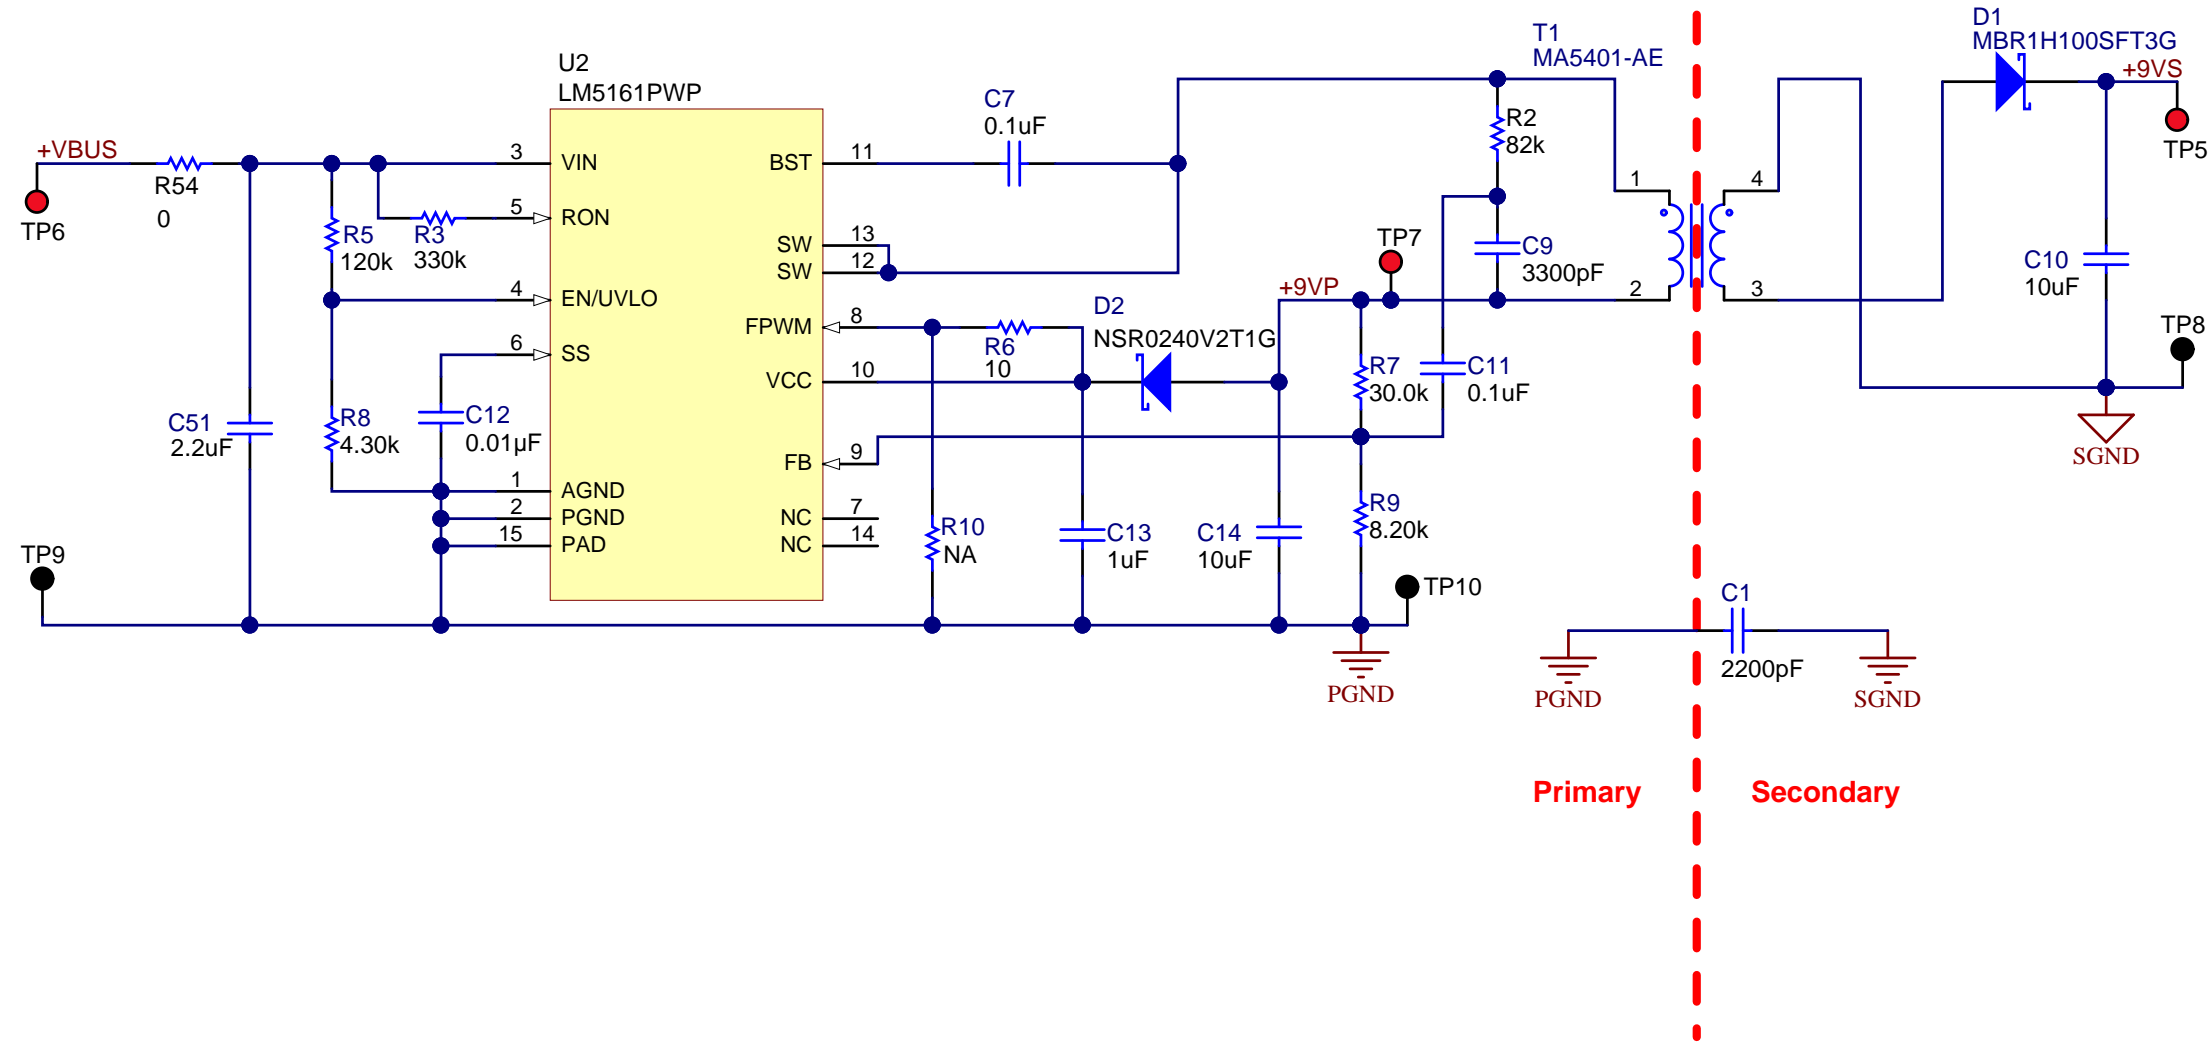 +VBUS
TP6
R54
0
C51
2.2uF
TP9
R5
120k
R3
330k
R8
4.30k
C12
0.01µF
U2
LM5161PWP
3
VIN
5
RON
4
EN/UVLO
6
SS
1
AGND
2
PGND
15
PAD
BST
11
SW
13
SW
12
FPWM
8
VCC
10
FB
9
NC
7
NC
14
C7
0.1uF
R6
10
D2
NSR0240V2T1G
R10
NA
C13
1uF
C14
10uF
+9VP
TP7
R7
30.0k
R9
8.20k
TP10
PGND
R2
82k
C9
3300pF
C11
0.1uF
T1
MA5401-AE
1
2
4
3
D1
MBR1H100SFT3G
+9VS
TP5
C10
10uF
TP8
SGND
C1
2200pF
PGND
SGND
Primary
Secondary